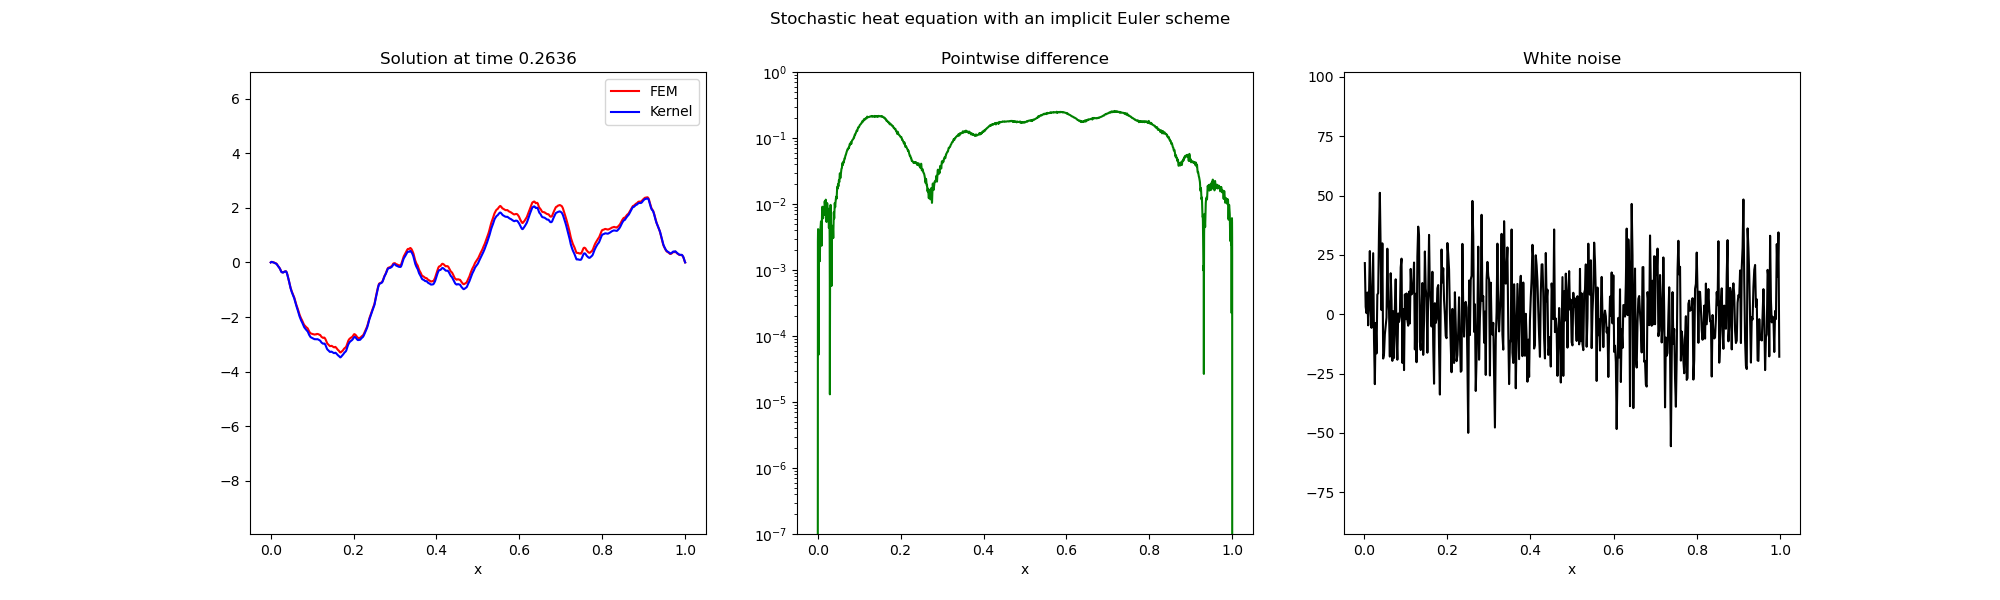 Stochastic heat equation with an implicit Euler scheme
Solution at time 0.2636
FEM
Kernel
6
4
2
0
−2
−4
−6
−8
0.0 0.2 0.4 0.6 0.8 1.0
x
Pointwise difference
10⁰
10⁻¹
10⁻²
10⁻³
10⁻⁴
10⁻⁵
10⁻⁶
10⁻⁷
0.0 0.2 0.4 0.6 0.8 1.0
x
White noise
100
75
50
25
0
−25
−50
−75
0.0 0.2 0.4 0.6 0.8 1.0
x